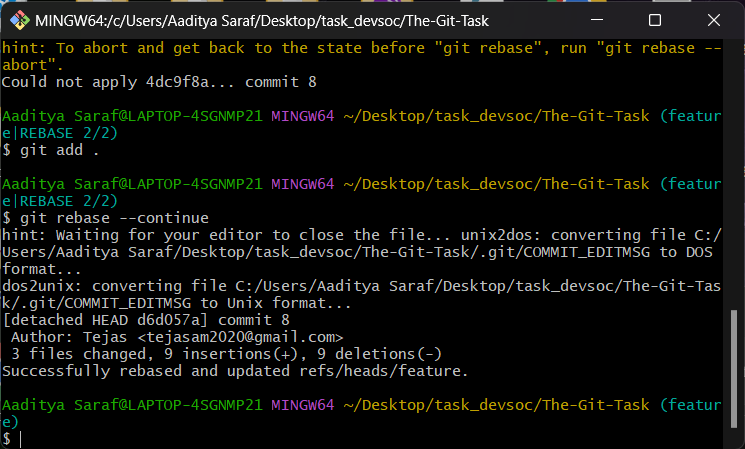 MINGW64:/c/Users/Aaditya Saraf/Desktop/task_devsoc/The-Git-Task
hint: To abort and get back to the state before "git rebase", run "git rebase --
abort".
Could not apply 4dc9f8a... commit 8
Aaditya Saraf@LAPTOP-4SGNMP21 MINGW64 ~/Desktop/task_devsoc/The-Git-Task (featur
e|REBASE 2/2)
$ git add .
Aaditya Saraf@LAPTOP-4SGNMP21 MINGW64 ~/Desktop/task_devsoc/The-Git-Task (featur
e|REBASE 2/2)
$ git rebase --continue
hint: Waiting for your editor to close the file... unix2dos: converting file C:/
Users/Aaditya Saraf/Desktop/task_devsoc/The-Git-Task/.git/COMMIT_EDITMSG to DOS
format...
dos2unix: converting file C:/Users/Aaditya Saraf/Desktop/task_devsoc/The-Git-Tas
k/.git/COMMIT_EDITMSG to Unix format...
[detached HEAD d6d057a] commit 8
Author: Tejas <tejasam2020@gmail.com>
3 files changed, 9 insertions(+), 9 deletions(-)
Successfully rebased and updated refs/heads/feature.
Aaditya Saraf@LAPTOP-4SGNMP21 MINGW64 ~/Desktop/task_devsoc/The-Git-Task (featur
e)
$